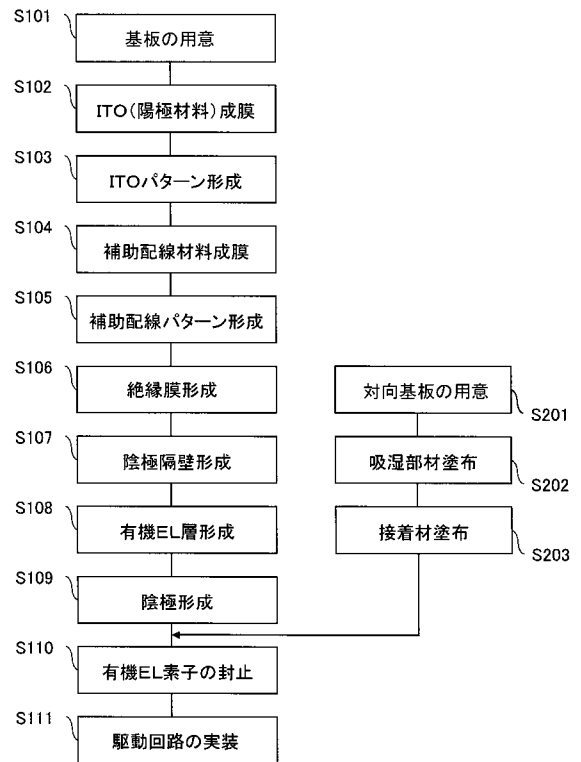 S101
基板の用意
S102
ITO(陽極材料)成膜
S103
ITOパターン形成
S104
補助配線材料成膜
S105
補助配線パターン形成
S106
絶縁膜形成
S107
陰極隔壁形成
S108
有機EL層形成
S109
陰極形成
対向基板の用意
S201
吸湿部材塗布
S202
接着材塗布
S203
S110
有機EL素子の封止
S111
駆動回路の実装